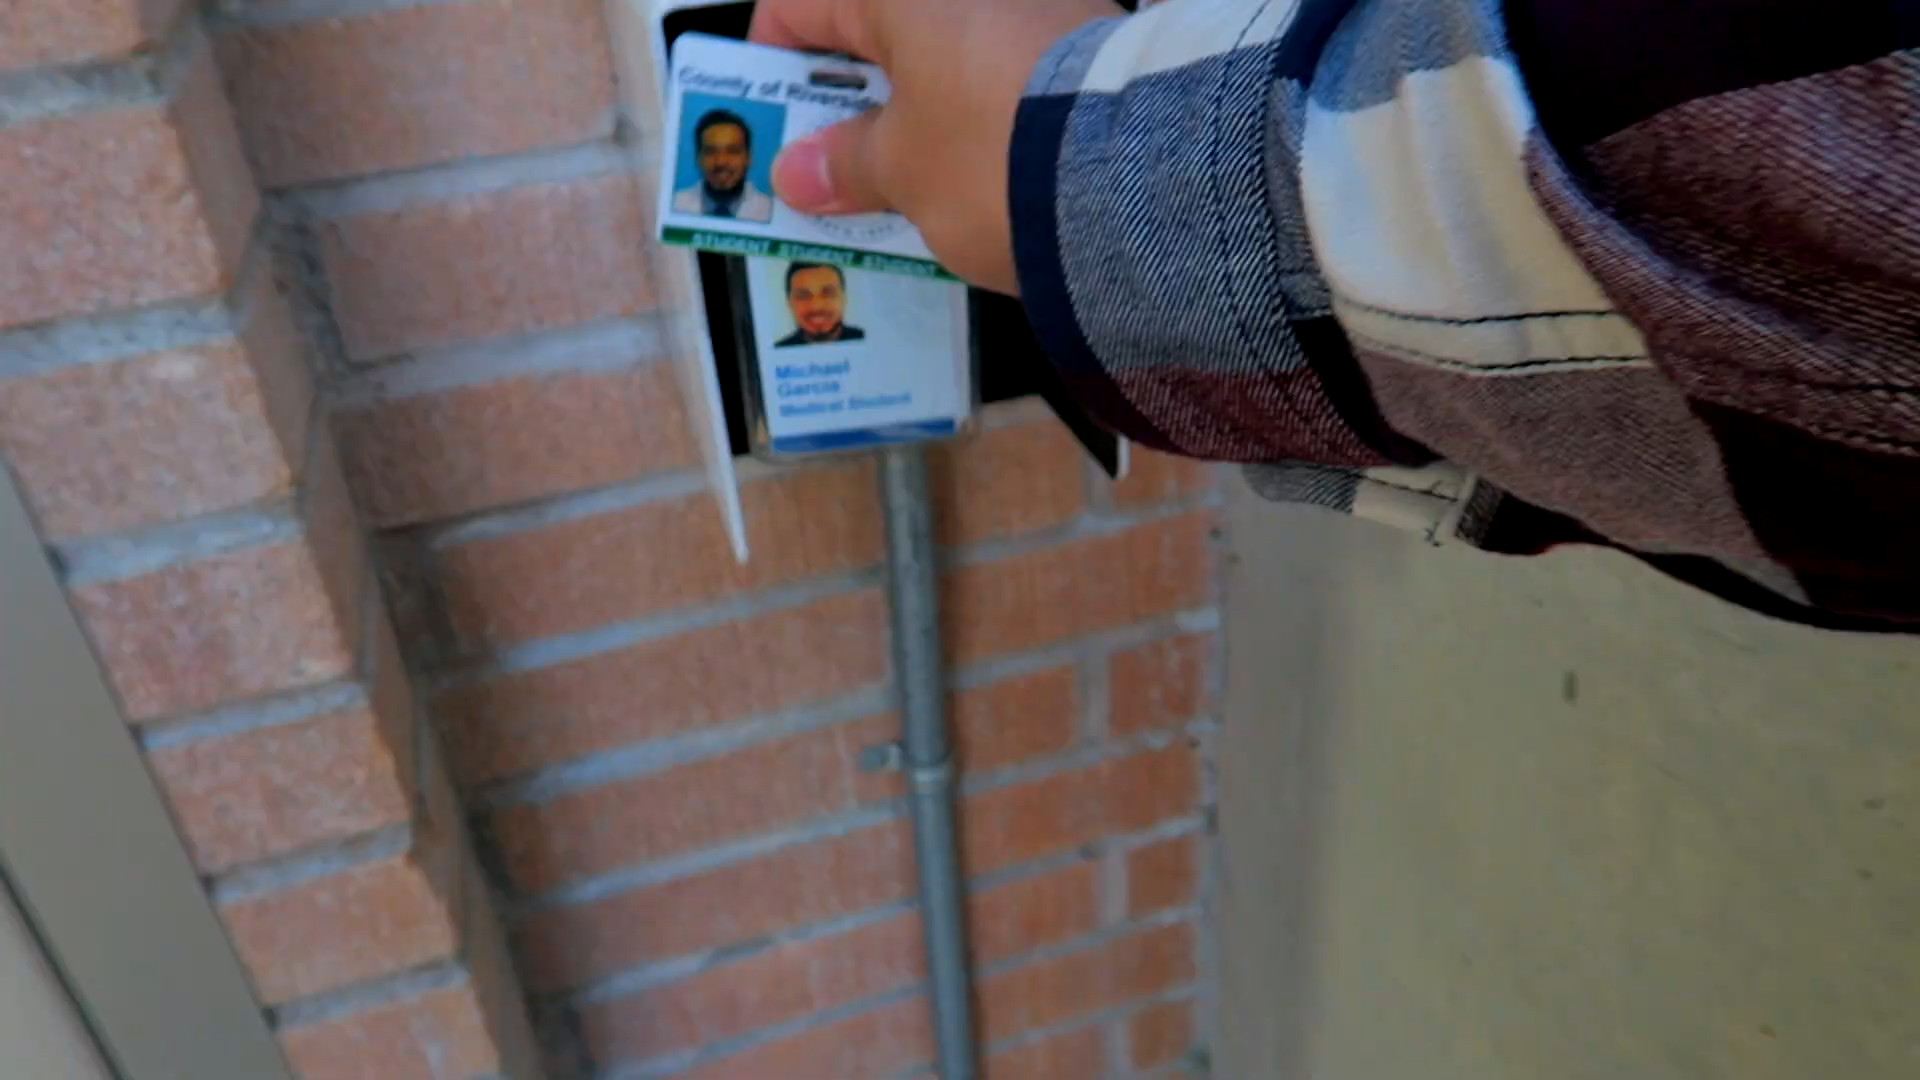 County of Riverside
STUDENT STUDENT STUDENT
Michael
Garcia
Medical Student